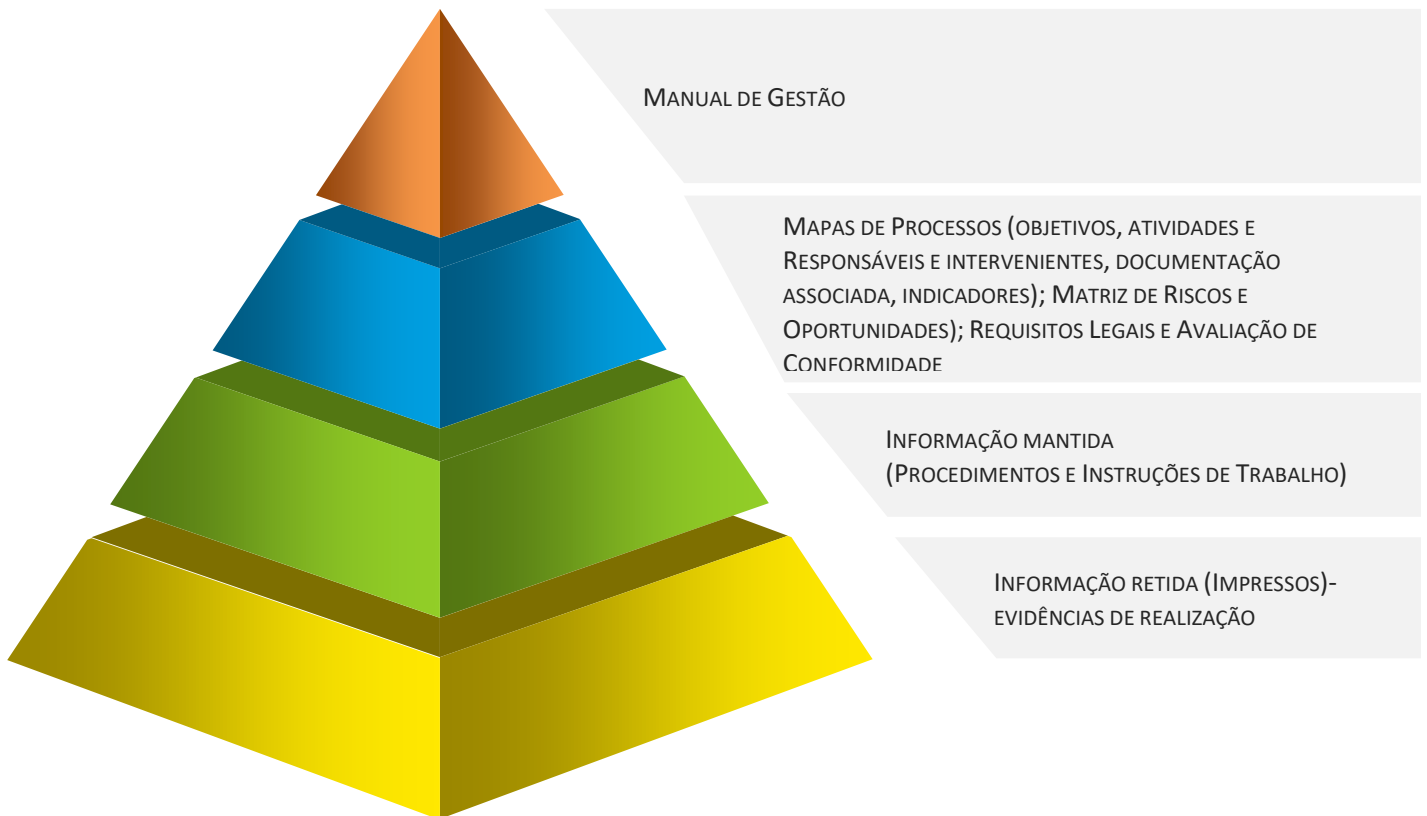 Manual de Gestão
Mapas de Processos (objetivos, atividades e
Responsáveis e intervenientes, documentação
associada, indicadores); Matriz de Riscos e
Oportunidades); Requisitos Legais e Avaliação de
Conformidade
Informação mantida
(Procedimentos e Instruções de Trabalho)
Informação retida (Impressos)-
evidências de realização